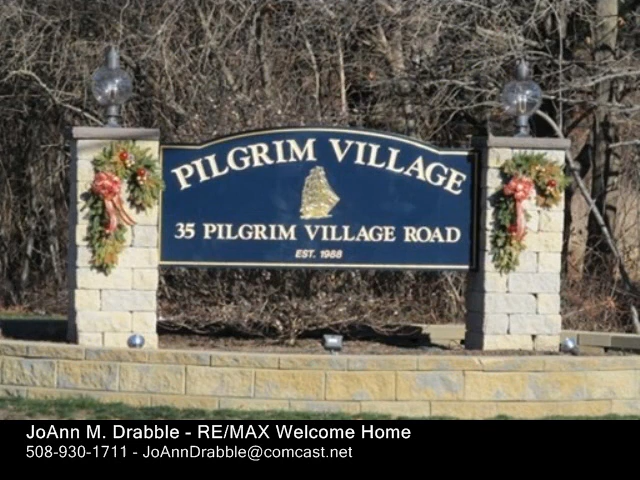 PILGRIM VILLAGE
35 PILGRIM VILLAGE ROAD
EST. 1988
JoAnn M. Drabble - RE/MAX Welcome Home
508-930-1711 - JoAnnDrabble@comcast.net